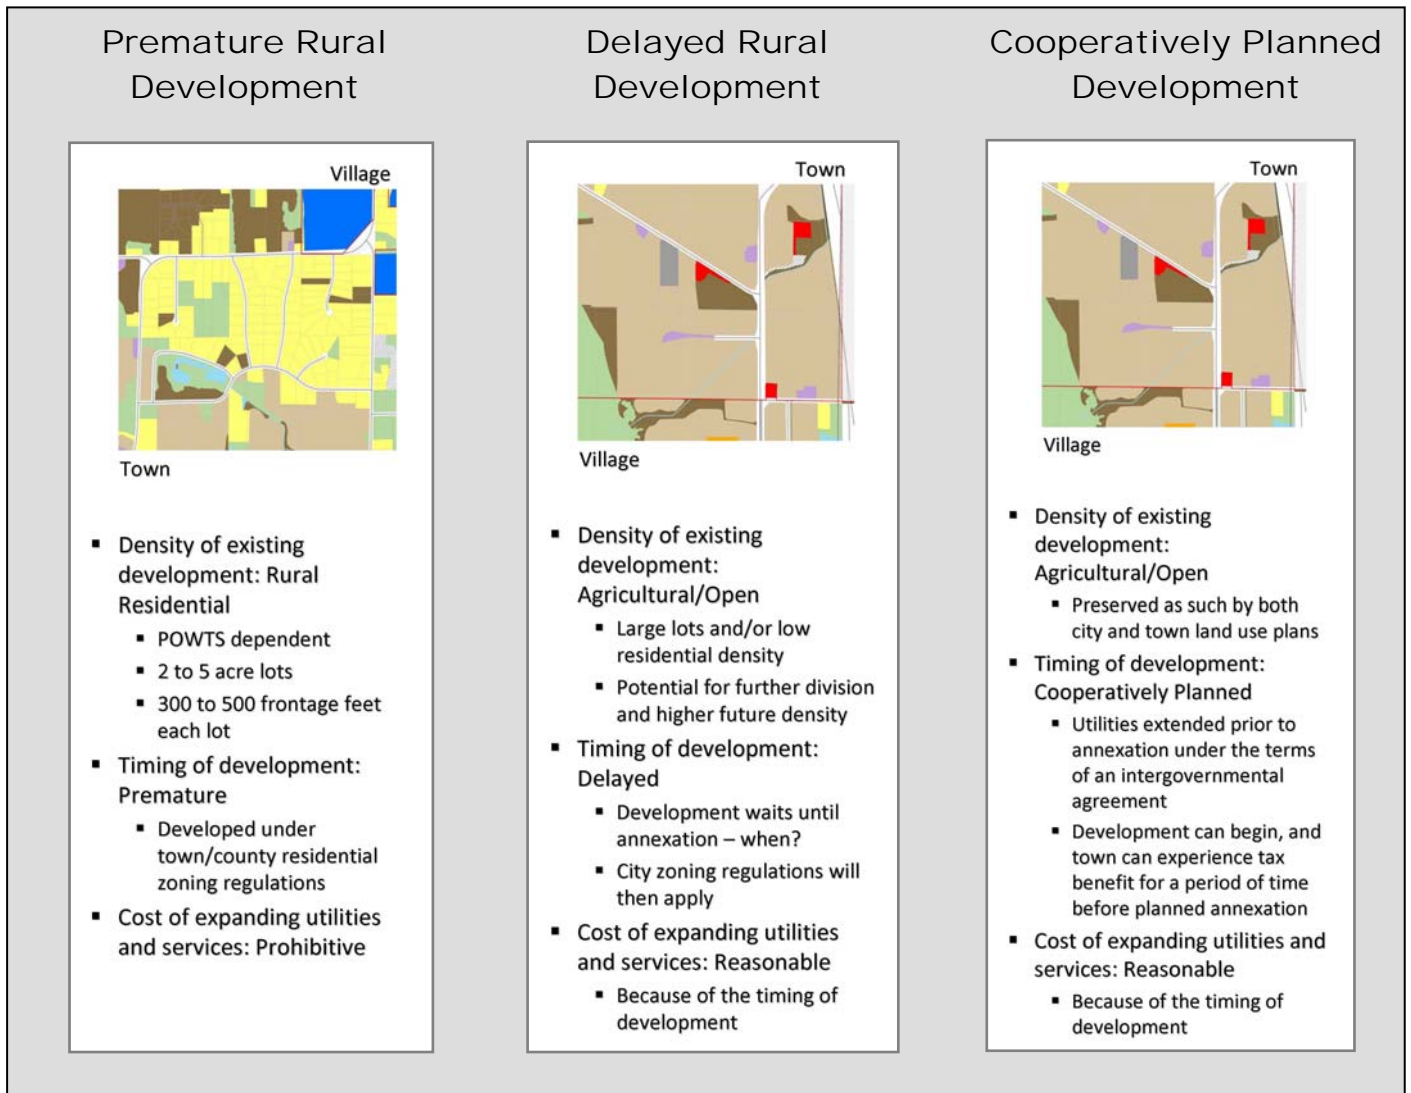 Premature Rural
Development
Village
Town
▪ Density of existing
development: Rural
Residential
▪ POWTS dependent
▪ 2 to 5 acre lots
▪ 300 to 500 frontage feet
each lot
▪ Timing of development:
Premature
▪ Developed under
town/county residential
zoning regulations
▪ Cost of expanding utilities
and services: Prohibitive
Delayed Rural
Development
Town
Village
▪ Density of existing
development:
Agricultural/Open
▪ Large lots and/or low
residential density
▪ Potential for further division
and higher future density
▪ Timing of development:
Delayed
▪ Development waits until
annexation – when?
▪ City zoning regulations will
then apply
▪ Cost of expanding utilities
and services: Reasonable
▪ Because of the timing of
development
Cooperatively Planned
Development
Town
Village
▪ Density of existing
development:
Agricultural/Open
▪ Preserved as such by both
city and town land use plans
▪ Timing of development:
Cooperatively Planned
▪ Utilities extended prior to
annexation under the terms
of an intergovernmental
agreement
▪ Development can begin, and
town can experience tax
benefit for a period of time
before planned annexation
▪ Cost of expanding utilities and
services: Reasonable
▪ Because of the timing of
development